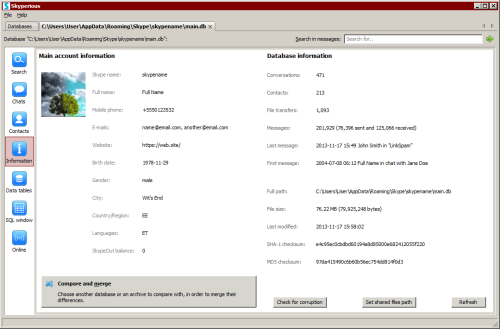 Skyperious
File Help
Databases C:\Users\User\AppData\Roaming\Skype\skypename\main.db
Database "C:\Users\User\AppData\Roaming\Skype\skypename\main.db": Search in messages: Search for...
Search
Chats
Contacts
Information
Data tables
SQL window
Online
Main account information
Skype name: skypename
Full name: Full Name
Mobile phone: +5550123532
E-mails: name@email.com, another@email.com
Website: https://web.site/
Birth date: 1978-11-29
Gender: male
City: Wit's End
Country/Region: EE
Languages: ET
SkypeOut balance: 0
Compare and merge
Choose another database or an archive to compare with, in order to merge their
differences.
Database information
Conversations: 471
Contacts: 213
File transfers: 1,093
Messages: 201,929 (76,396 sent and 125,066 received)
Last message: 2013-11-17 15:49 John Smith in "LinkSpam"
First message: 2004-07-08 06:12 Full Name in chat with Jane Doe
Full path: C:\Users\User\AppData\Roaming\Skype\skypename\main.db
File size: 76.22 MB (79,925,248 bytes)
Last modified: 2013-11-17 15:58:02
SHA-1 checksum:
MD5 checksum:
Check for corruption Set shared files path Refresh